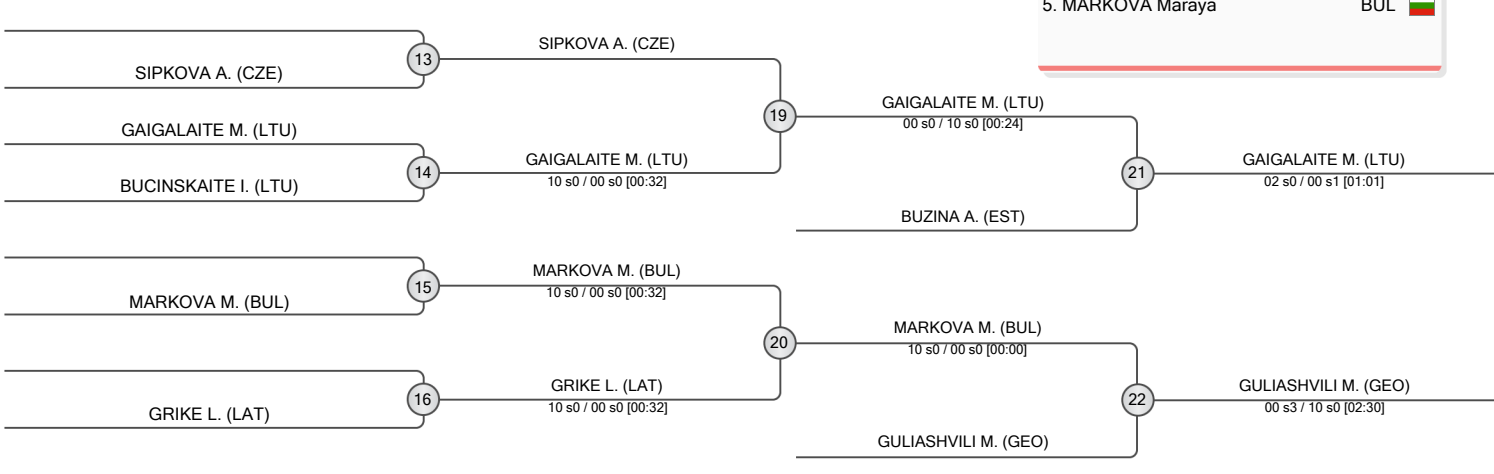 5. MARKOVA Maraya BUL
SIPKOVA A. (CZE)
13
SIPKOVA A. (CZE)
GAIGALAITE M. (LTU)
19
GAIGALAITE M. (LTU)
00 s0 / 10 s0 [00:24]
14
GAIGALAITE M. (LTU)
10 s0 / 00 s0 [00:32]
BUCINSKAITE I. (LTU)
21
GAIGALAITE M. (LTU)
02 s0 / 00 s1 [01:01]
BUZINA A. (EST)
15
MARKOVA M. (BUL)
10 s0 / 00 s0 [00:32]
MARKOVA M. (BUL)
20
MARKOVA M. (BUL)
10 s0 / 00 s0 [00:00]
16
GRIKE L. (LAT)
10 s0 / 00 s0 [00:32]
GRIKE L. (LAT)
22
GULIASHVILI M. (GEO)
00 s3 / 10 s0 [02:30]
GULIASHVILI M. (GEO)